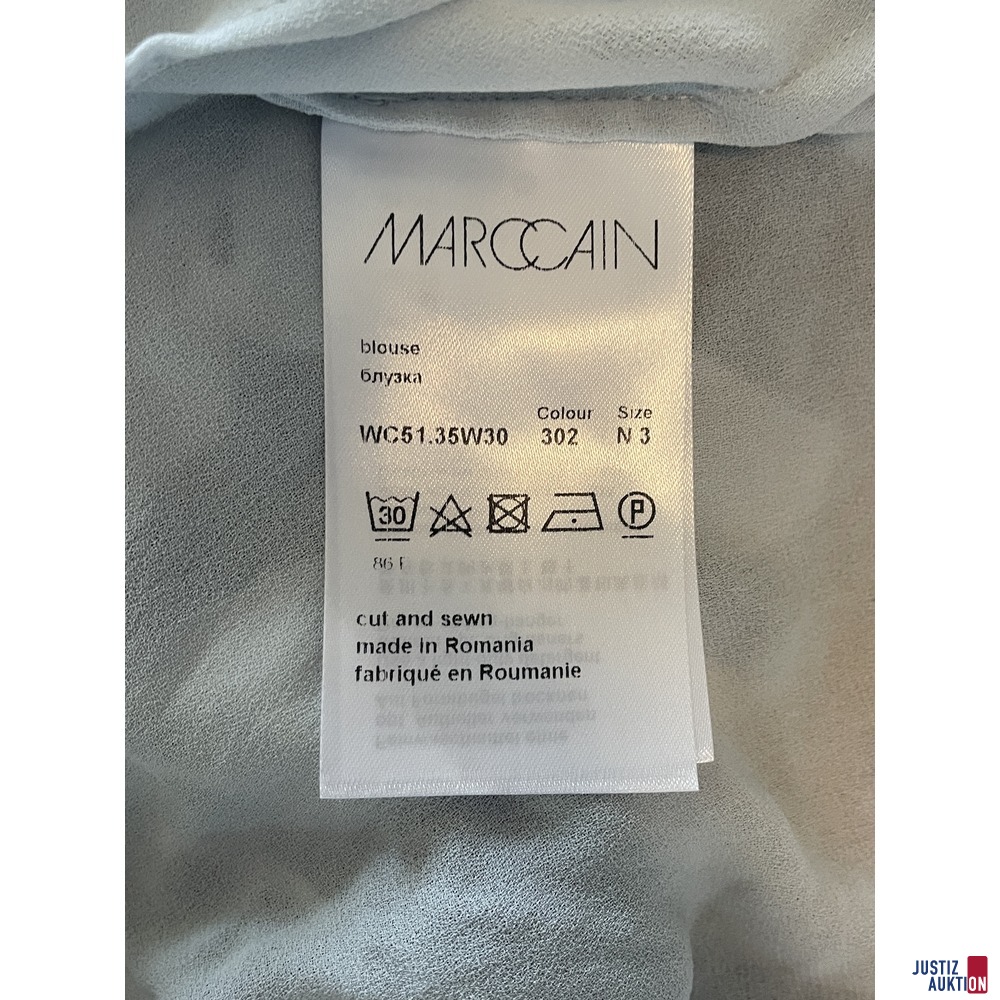 MARCCAIN
blouse
блузка
Colour Size
WC51.35W30 302 N 3
30 P
86 F
cut and sewn
made in Romania
fabriqué en Roumanie
JUSTIZ
AUKTION